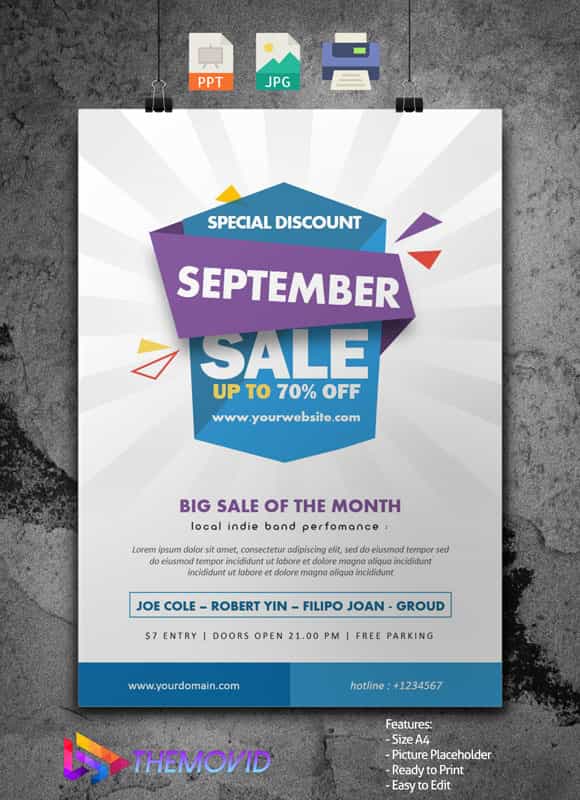 PPT
JPG
SPECIAL DISCOUNT
SEPTEMBER
SALE
UP TO 70% OFF
www.yourwebsite.com
BIG SALE OF THE MONTH
local indie band perfomance :
Lorem ipsum dolor sit amet, consectetur adipiscing elit, sed do eiusmod tempor sed
do eiusmod tempor incididunt ut labore et dolore magna aliqua incididunt
incididunt ut labore et dolore magna aliqua incididunt
JOE COLE – ROBERT YIN – FILIPO JOAN - GROUD
$7 ENTRY | DOORS OPEN 21.00 PM | FREE PARKING
www.yourdomain.com
hotline : +1234567
THEMOVID
Features:
- Size A4
- Picture Placeholder
- Ready to Print
- Easy to Edit